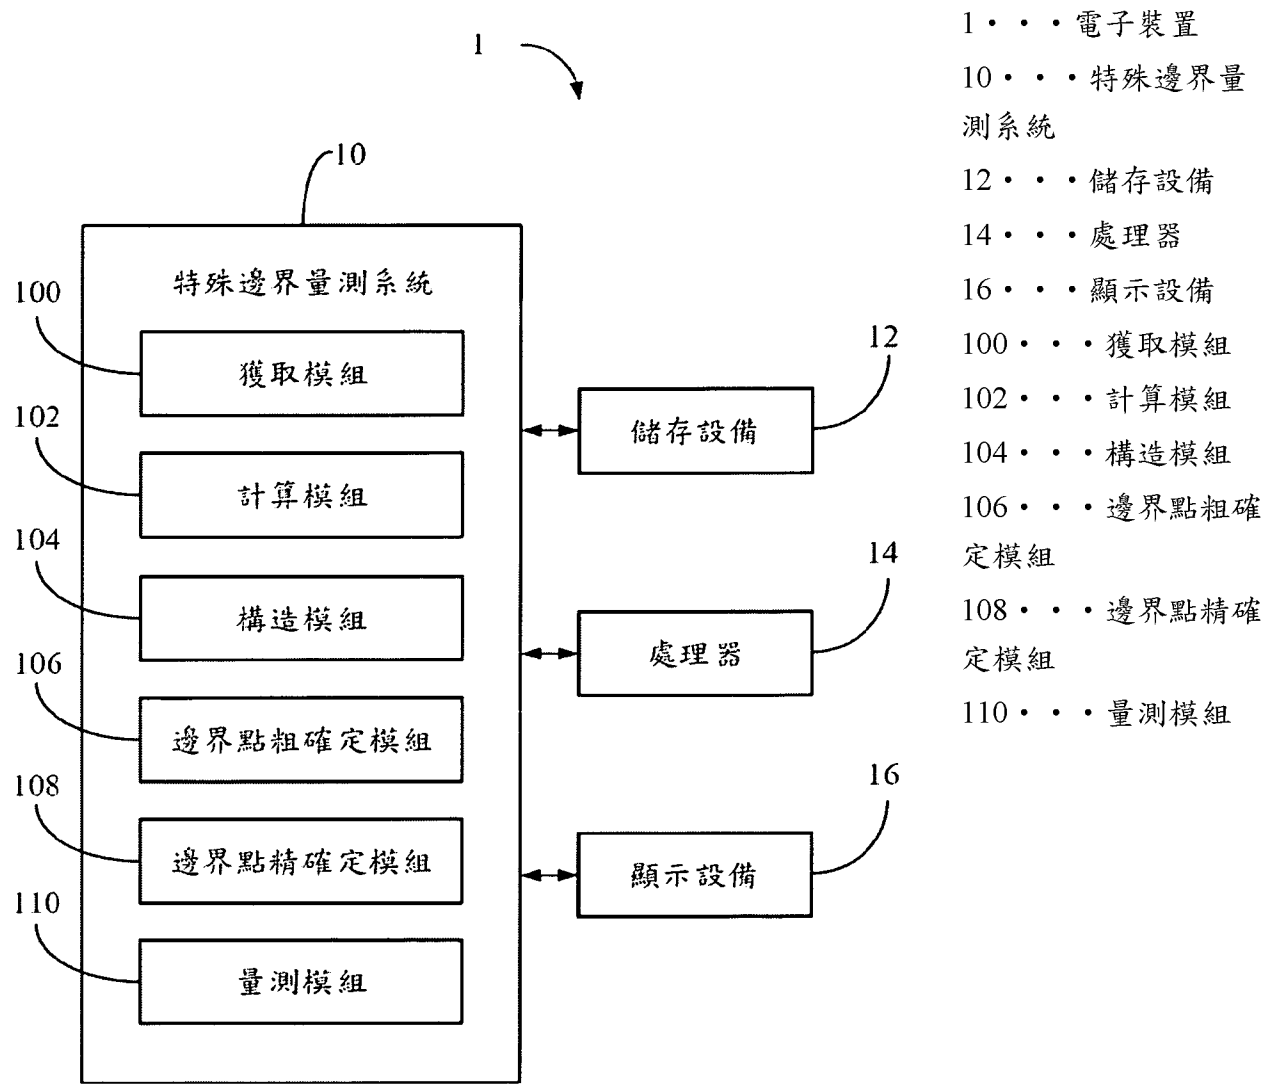 1
10
特殊邊界量測系統
100
獲取模組
102
計算模組
104
構造模組
106
邊界點粗確定模組
108
邊界點精確定模組
110
量測模組
12
儲存設備
14
處理器
16
顯示設備
1・・・電子裝置
10・・・特殊邊界量
測系統
12・・・儲存設備
14・・・處理器
16・・・顯示設備
100・・・獲取模組
102・・・計算模組
104・・・構造模組
106・・・邊界點粗確
定模組
108・・・邊界點精確
定模組
110・・・量測模組